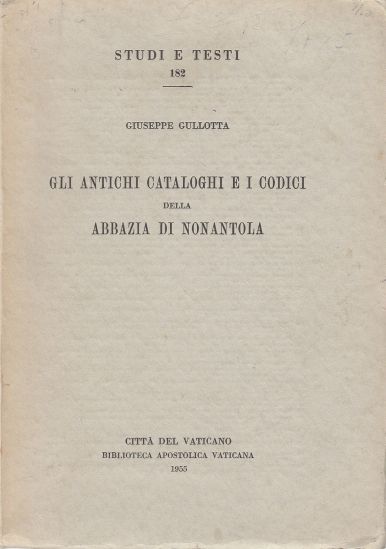 STUDI E TESTI
182
GIUSEPPE GULLOTTA
GLI ANTICHI CATALOGHI E I CODICI
DELLA
ABBAZIA DI NONANTOLA
CITTÀ DEL VATICANO
BIBLIOTECA APOSTOLICA VATICANA
1955